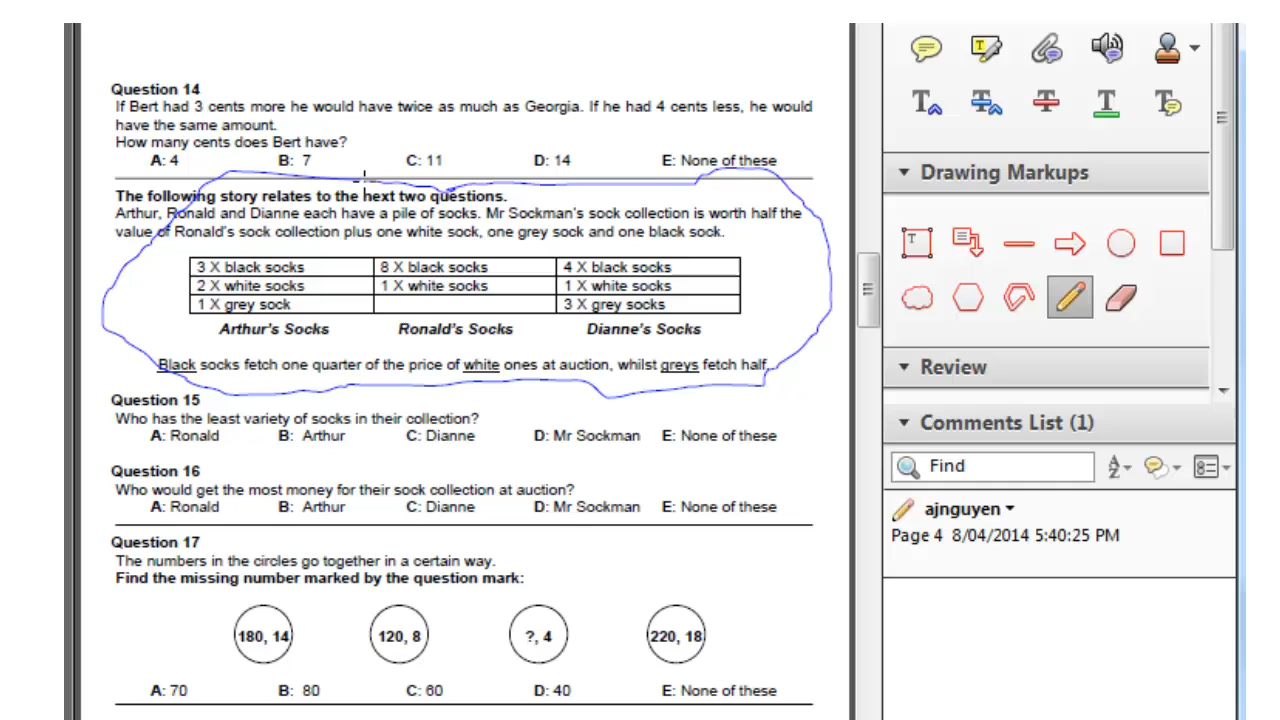 Question 14
If Bert had 3 cents more he would have twice as much as Georgia. If he had 4 cents less, he would
have the same amount.
How many cents does Bert have?
A: 4 B: 7 C: 11 D: 14 E: None of these
The following story relates to the next two questions.
Arthur, Ronald and Dianne each have a pile of socks. Mr Sockman's sock collection is worth half the
value of Ronald's sock collection plus one white sock, one grey sock and one black sock.
3 X black socks 8 X black socks 4 X black socks
2 X white socks 1 X white socks 1 X white socks
1 X grey sock 3 X grey socks
Arthur's Socks Ronald's Socks Dianne's Socks
Black socks fetch one quarter of the price of white ones at auction, whilst greys fetch half.
Question 15
Who has the least variety of socks in their collection?
A: Ronald B: Arthur C: Dianne D: Mr Sockman E: None of these
Question 16
Who would get the most money for their sock collection at auction?
A: Ronald B: Arthur C: Dianne D: Mr Sockman E: None of these
Question 17
The numbers in the circles go together in a certain way.
Find the missing number marked by the question mark:
180, 14 120, 8 ?, 4 220, 18
A: 70 B: 80 C: 60 D: 40 E: None of these
Drawing Markups
Review
Comments List (1)
Find
ajnguyen
Page 4 8/04/2014 5:40:25 PM